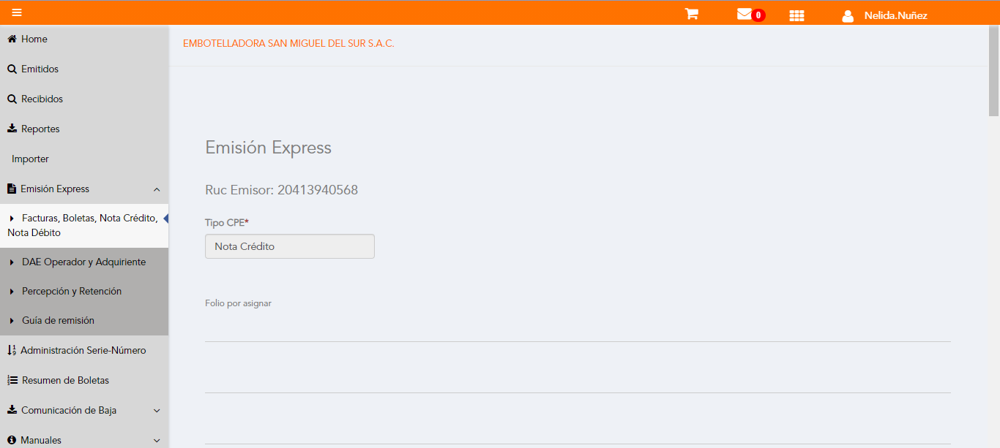 0
Nelida.Nuñez
Home
Emitidos
Recibidos
Reportes
Importer
Emisión Express
Facturas, Boletas, Nota Crédito,
Nota Débito
DAE Operador y Adquiriente
Percepción y Retención
Guía de remisión
Administración Serie-Número
Resumen de Boletas
Comunicación de Baja
Manuales
EMBOTELLADORA SAN MIGUEL DEL SUR S.A.C.
Emisión Express
Ruc Emisor: 20413940568
Tipo CPE*
Nota Crédito
Folio por asignar